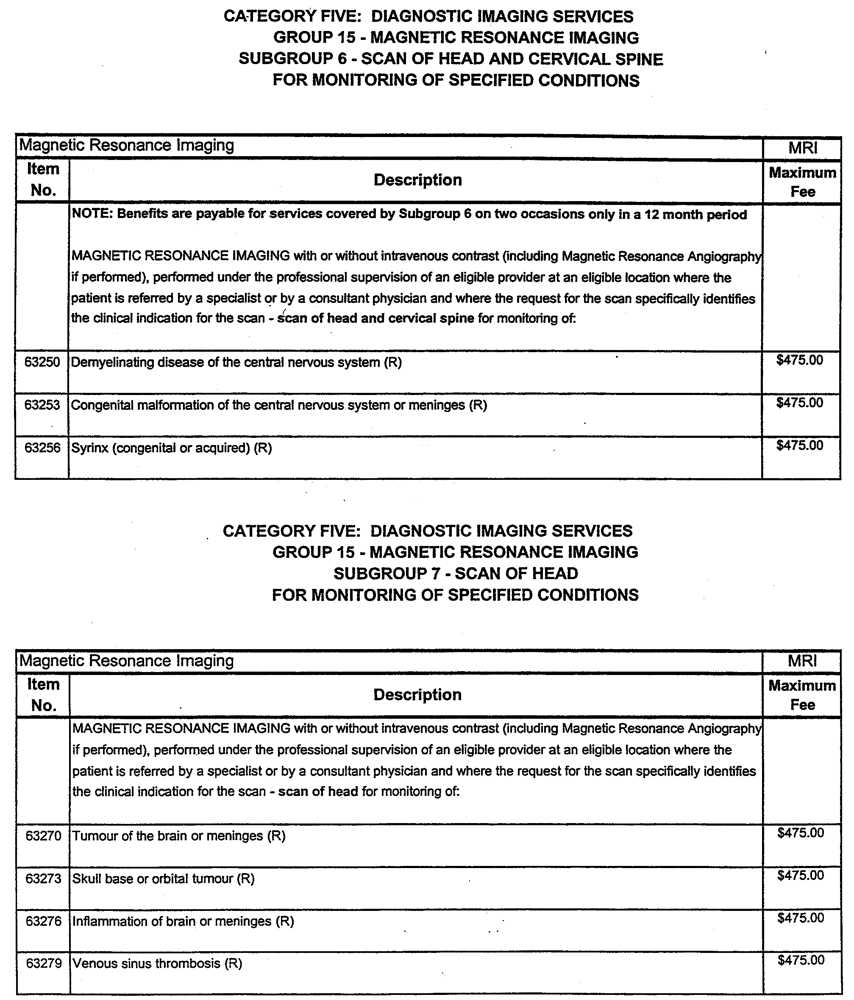 CATEGORY FIVE: DIAGNOSTIC IMAGING SERVICES
GROUP 15 - MAGNETIC RESONANCE IMAGING
SUBGROUP 6 - SCAN OF HEAD AND CERVICAL SPINE
FOR MONITORING OF SPECIFIED CONDITIONS
Magnetic Resonance Imaging MRI
Item No. Description Maximum Fee
NOTE: Benefits are payable for services covered by Subgroup 6 on two occasions only in a 12 month period
MAGNETIC RESONANCE IMAGING with or without intravenous contrast (including Magnetic Resonance Angiography
if performed), performed under the professional supervision of an eligible provider at an eligible location where the
patient is referred by a specialist or by a consultant physician and where the request for the scan specifically identifies
the clinical indication for the scan - scan of head and cervical spine for monitoring of:
63250 Demyelinating disease of the central nervous system (R) $475.00
63253 Congenital malformation of the central nervous system or meninges (R) $475.00
63256 Syrinx (congenital or acquired) (R) $475.00
CATEGORY FIVE: DIAGNOSTIC IMAGING SERVICES
GROUP 15 - MAGNETIC RESONANCE IMAGING
SUBGROUP 7 - SCAN OF HEAD
FOR MONITORING OF SPECIFIED CONDITIONS
Magnetic Resonance Imaging MRI
Item No. Description Maximum Fee
MAGNETIC RESONANCE IMAGING with or without intravenous contrast (including Magnetic Resonance Angiography
if performed), performed under the professional supervision of an eligible provider at an eligible location where the
patient is referred by a specialist or by a consultant physician and where the request for the scan specifically identifies
the clinical indication for the scan - scan of head for monitoring of:
63270 Tumour of the brain or meninges (R) $475.00
63273 Skull base or orbital tumour (R) $475.00
63276 Inflammation of brain or meninges (R) $475.00
63279 Venous sinus thrombosis (R) $475.00